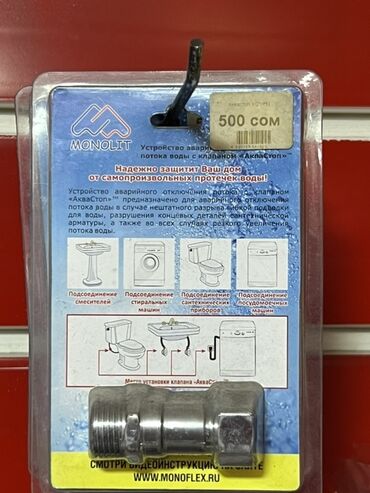 MONOLIT
500 сом
Устройство
потока воды с клапаном «АкваСтоп»
Надежно защитит Ваш дом
от самопроизвольных протечек воды!
Устройство аварийного отключения потока с клапаном
«АкваСтоп»™ предназначено для аварийного отключения
потока воды в случае нештатного разрыва гибкой подводки
для воды, разрушения концевых деталей сантехнической
арматуры, а также во всех случаях резкого увеличения
потока воды.
Подсоединение смесителей
Подсоединение стиральных машин
Подсоединение сантехнических приборов
Подсоединение посудомоечных машин
Место установки клапана
СМОТРИ ВИДЕОИНСТРУКЦИЮ НА САЙТЕ
WWW.MONOFLEX.RU